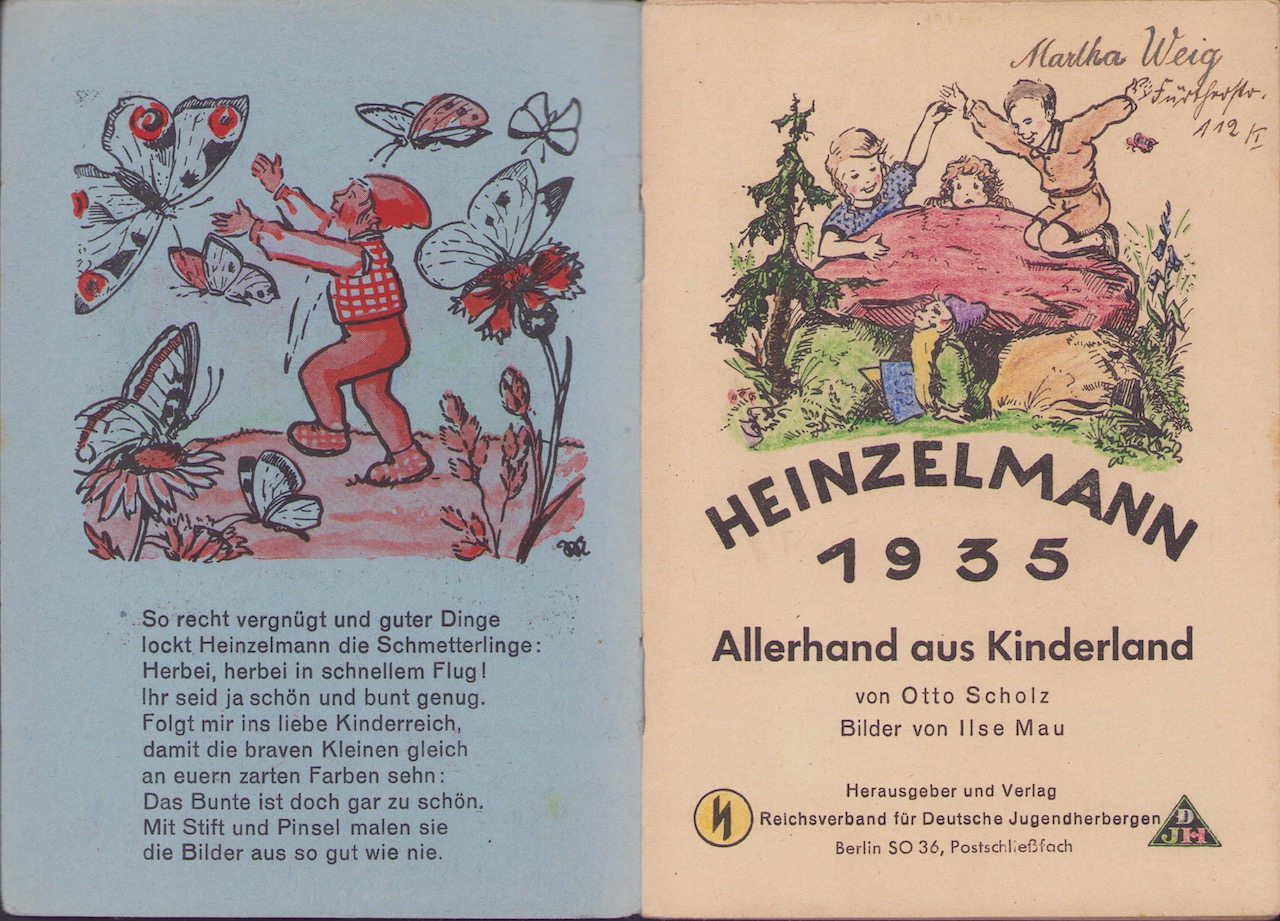 So recht vergnügt und guter Dinge
lockt Heinzelmann die Schmetterlinge:
Herbei, herbei in schnellem Flug!
Ihr seid ja schön und bunt genug.
Folgt mir ins liebe Kinderreich,
damit die braven Kleinen gleich
an euern zarten Farben sehn:
Das Bunte ist doch gar zu schön.
Mit Stift und Pinsel malen sie
die Bilder aus so gut wie nie.
Martha Weig
Fürtherstr.
112
HEINZELMANN
1935
Allerhand aus Kinderland
von Otto Scholz
Bilder von Ilse Mau
Herausgeber und Verlag
Reichsverband für Deutsche Jugendherbergen
Berlin SO 36, Postschließfach
DJH